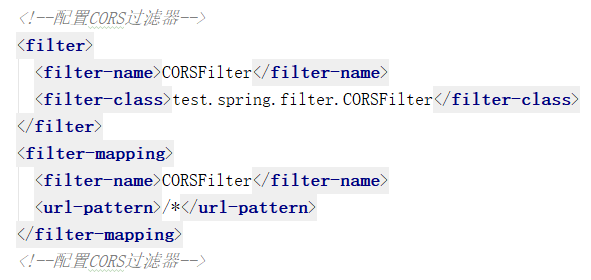 <!--配置CORS过滤器-->
<filter>
<filter-name>CORSFilter</filter-name>
<filter-class>test.spring.filter.CORSFilter</filter-class>
</filter>
<filter-mapping>
<filter-name>CORSFilter</filter-name>
<url-pattern>/*</url-pattern>
</filter-mapping>
<!--配置CORS过滤器-->